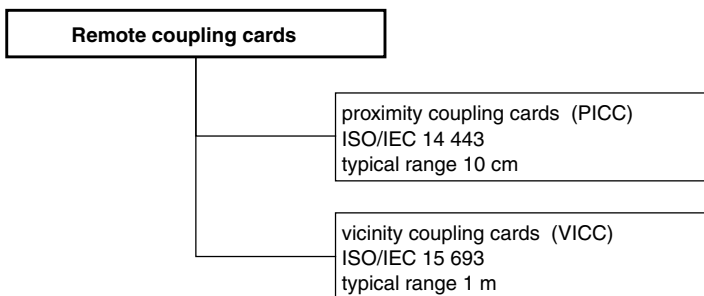 Remote coupling cards
proximity coupling cards (PICC)
ISO/IEC 14 443
typical range 10 cm
vicinity coupling cards (VICC)
ISO/IEC 15 693
typical range 1 m